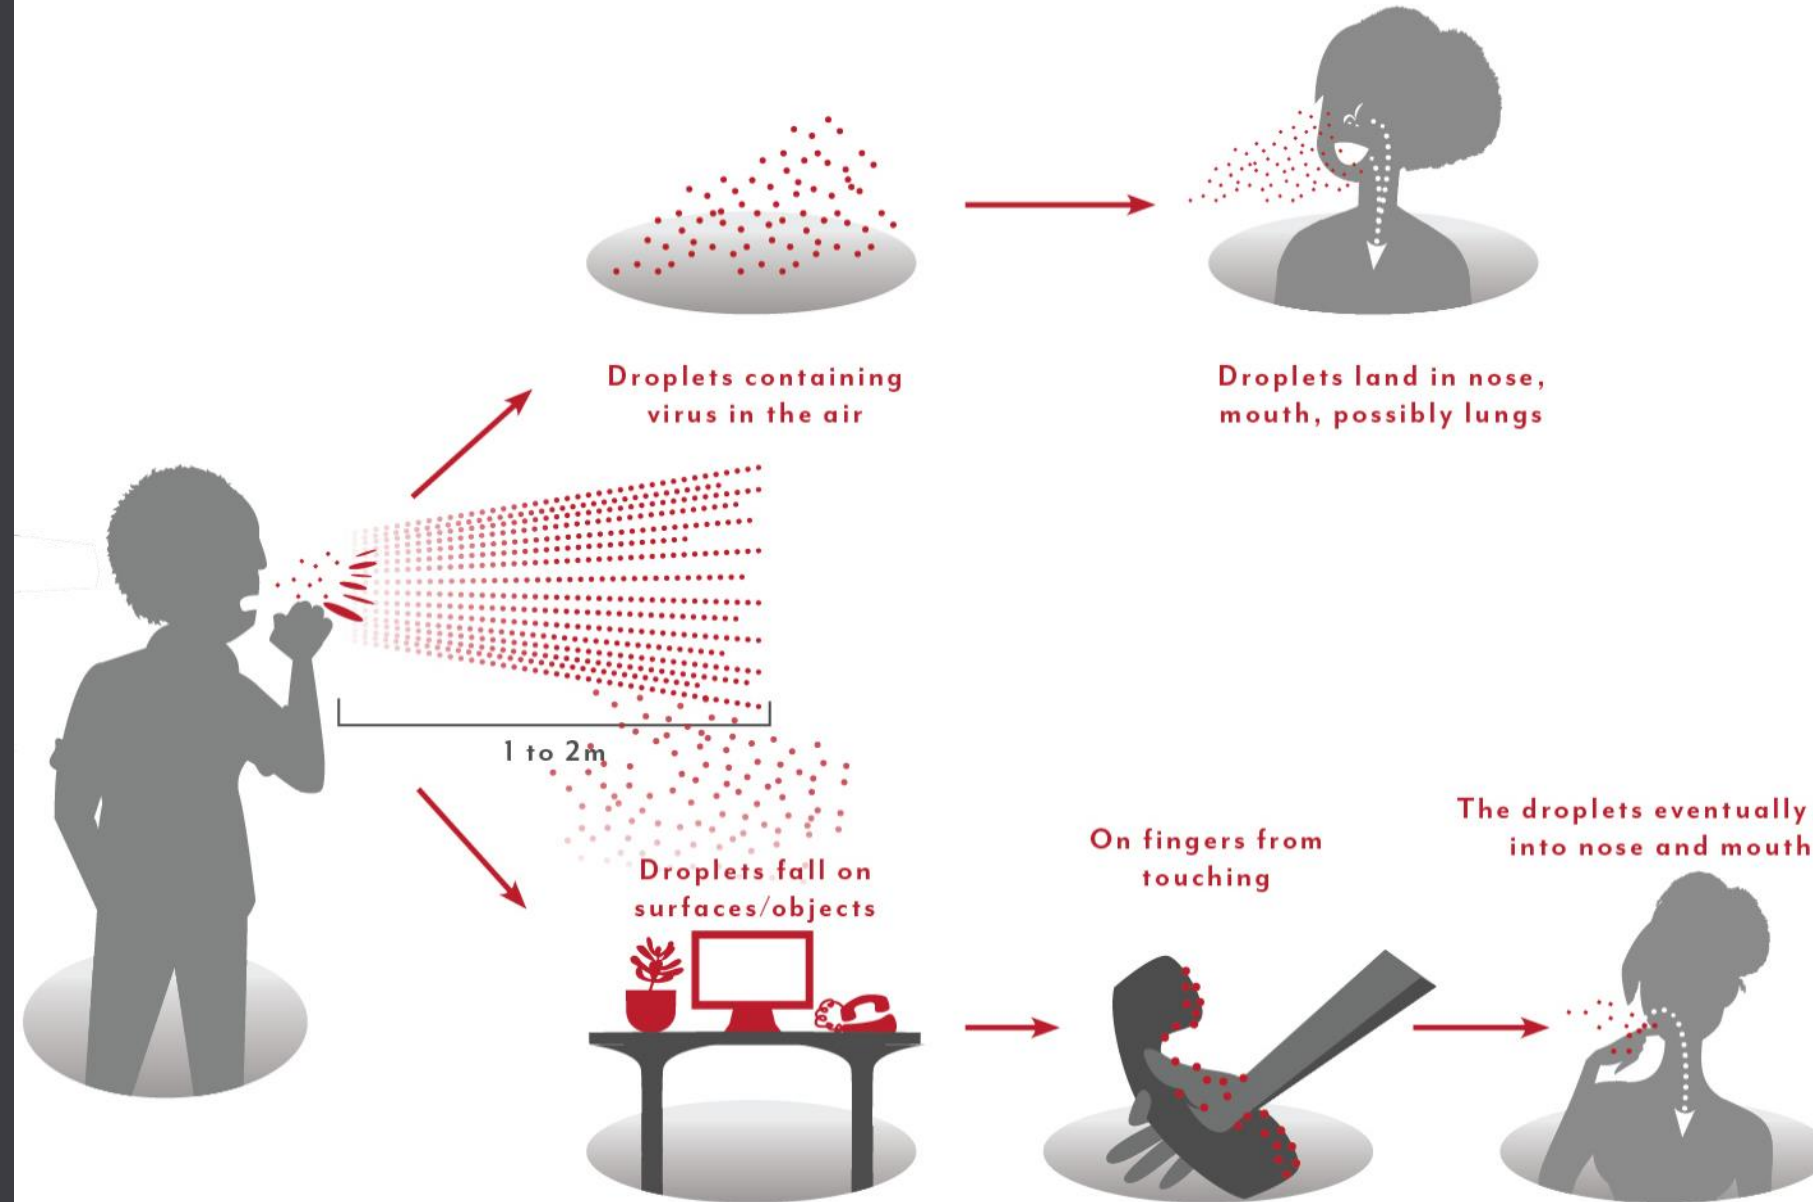 Droplets containing
virus in the air
Droplets land in nose,
mouth, possibly lungs
1 to 2m
Droplets fall on
surfaces/objects
On fingers from
touching
The droplets eventually
into nose and mouth